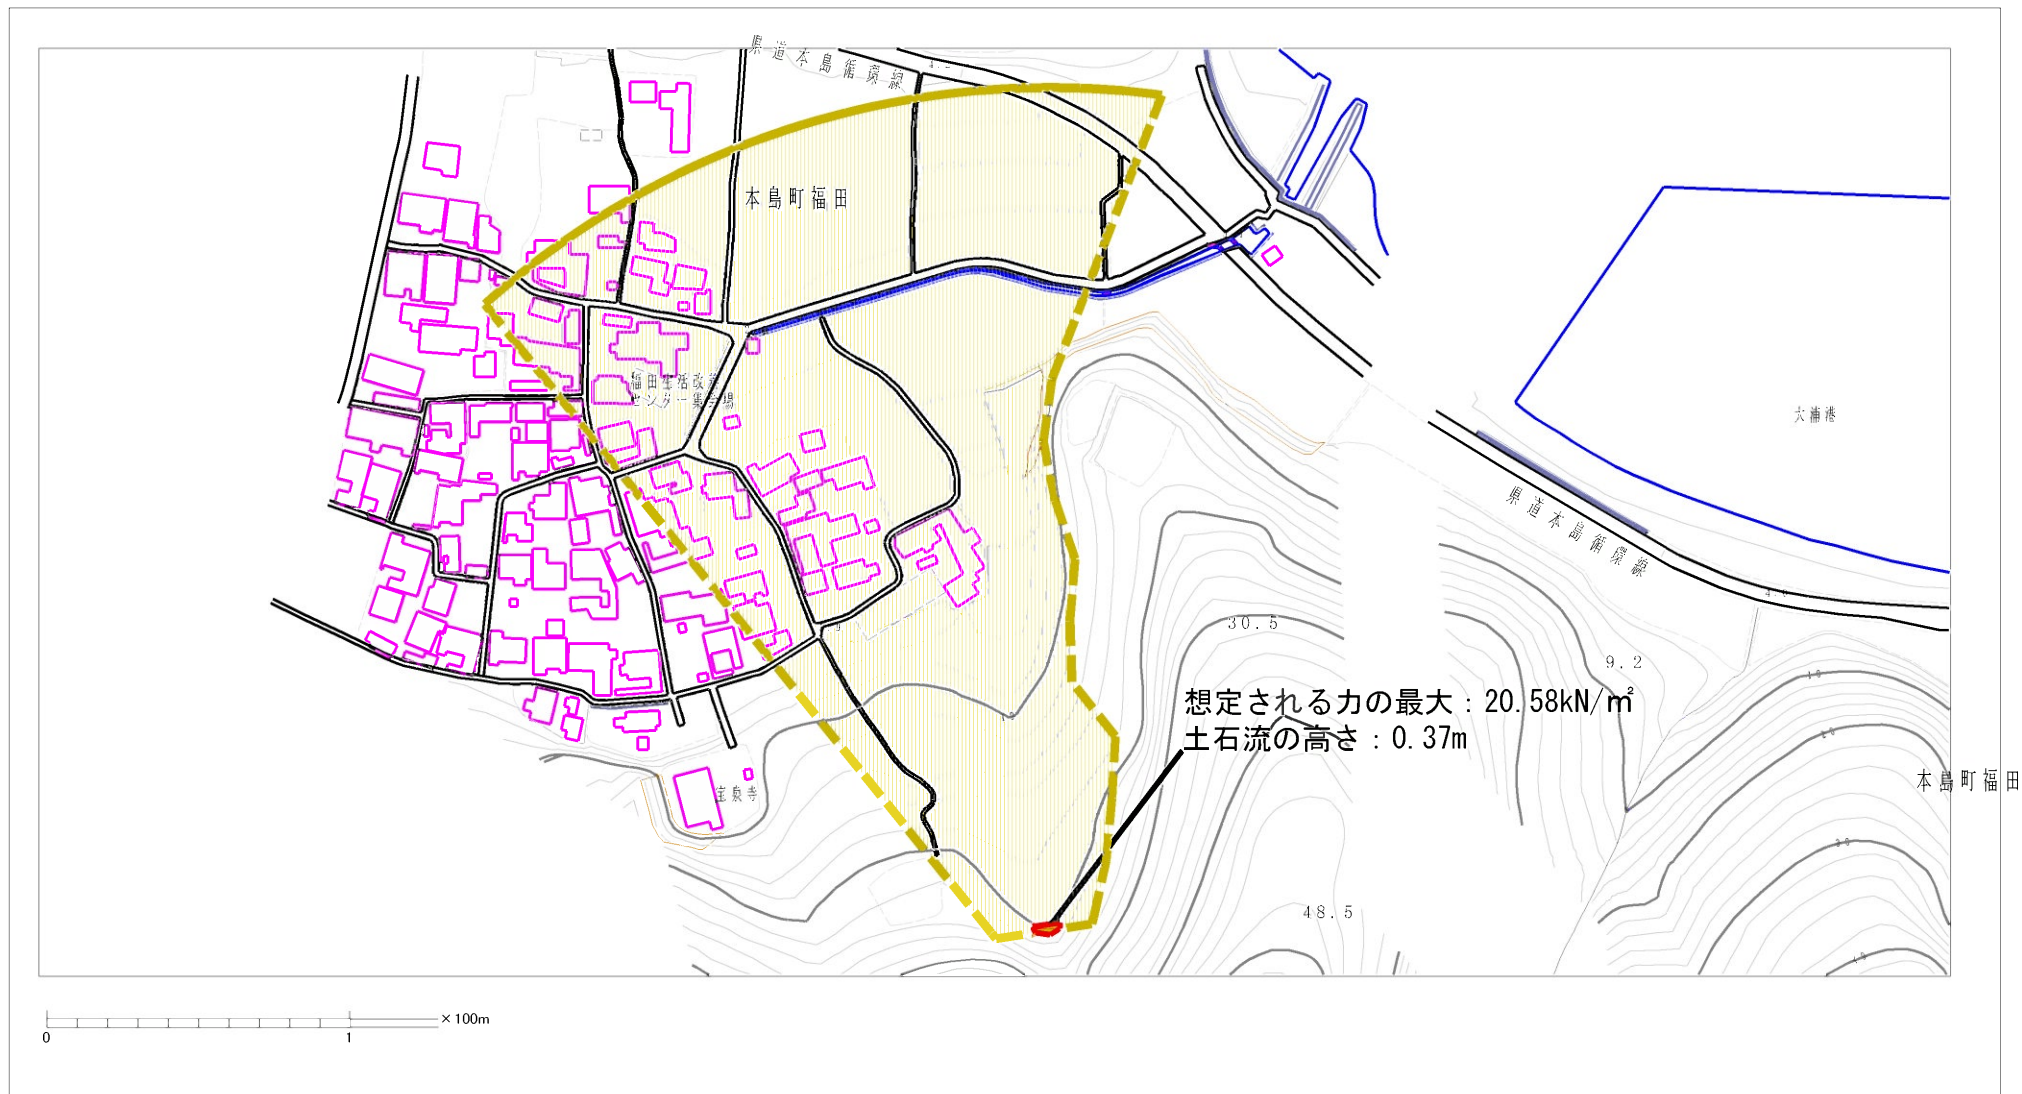 県道本島循環線
本島町福田
福田生活改善
センター集会場
大浦港
県道本島循環線
30.5
9.2
想定される力の最大：20.58kN/㎡
土石流の高さ：0.37m
本島町福田
宝泉寺
48.5
×100m
0 1